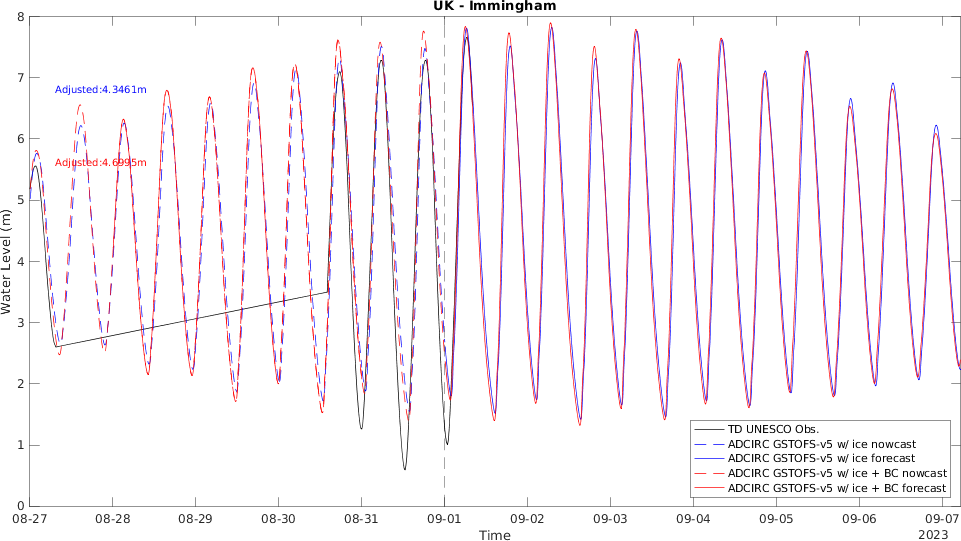 UK - Immingham
8
7
6
5
4
3
2
1
0
Water Level (m)
Adjusted:4.3461m
Adjusted:4.6995m
TD UNESCO Obs.
ADCIRC GSTOFS-v5 w/ ice nowcast
ADCIRC GSTOFS-v5 w/ ice forecast
ADCIRC GSTOFS-v5 w/ ice + BC nowcast
ADCIRC GSTOFS-v5 w/ ice + BC forecast
08-27 08-28 08-29 08-30 08-31 09-01 09-02 09-03 09-04 09-05 09-06 09-07
Time
2023